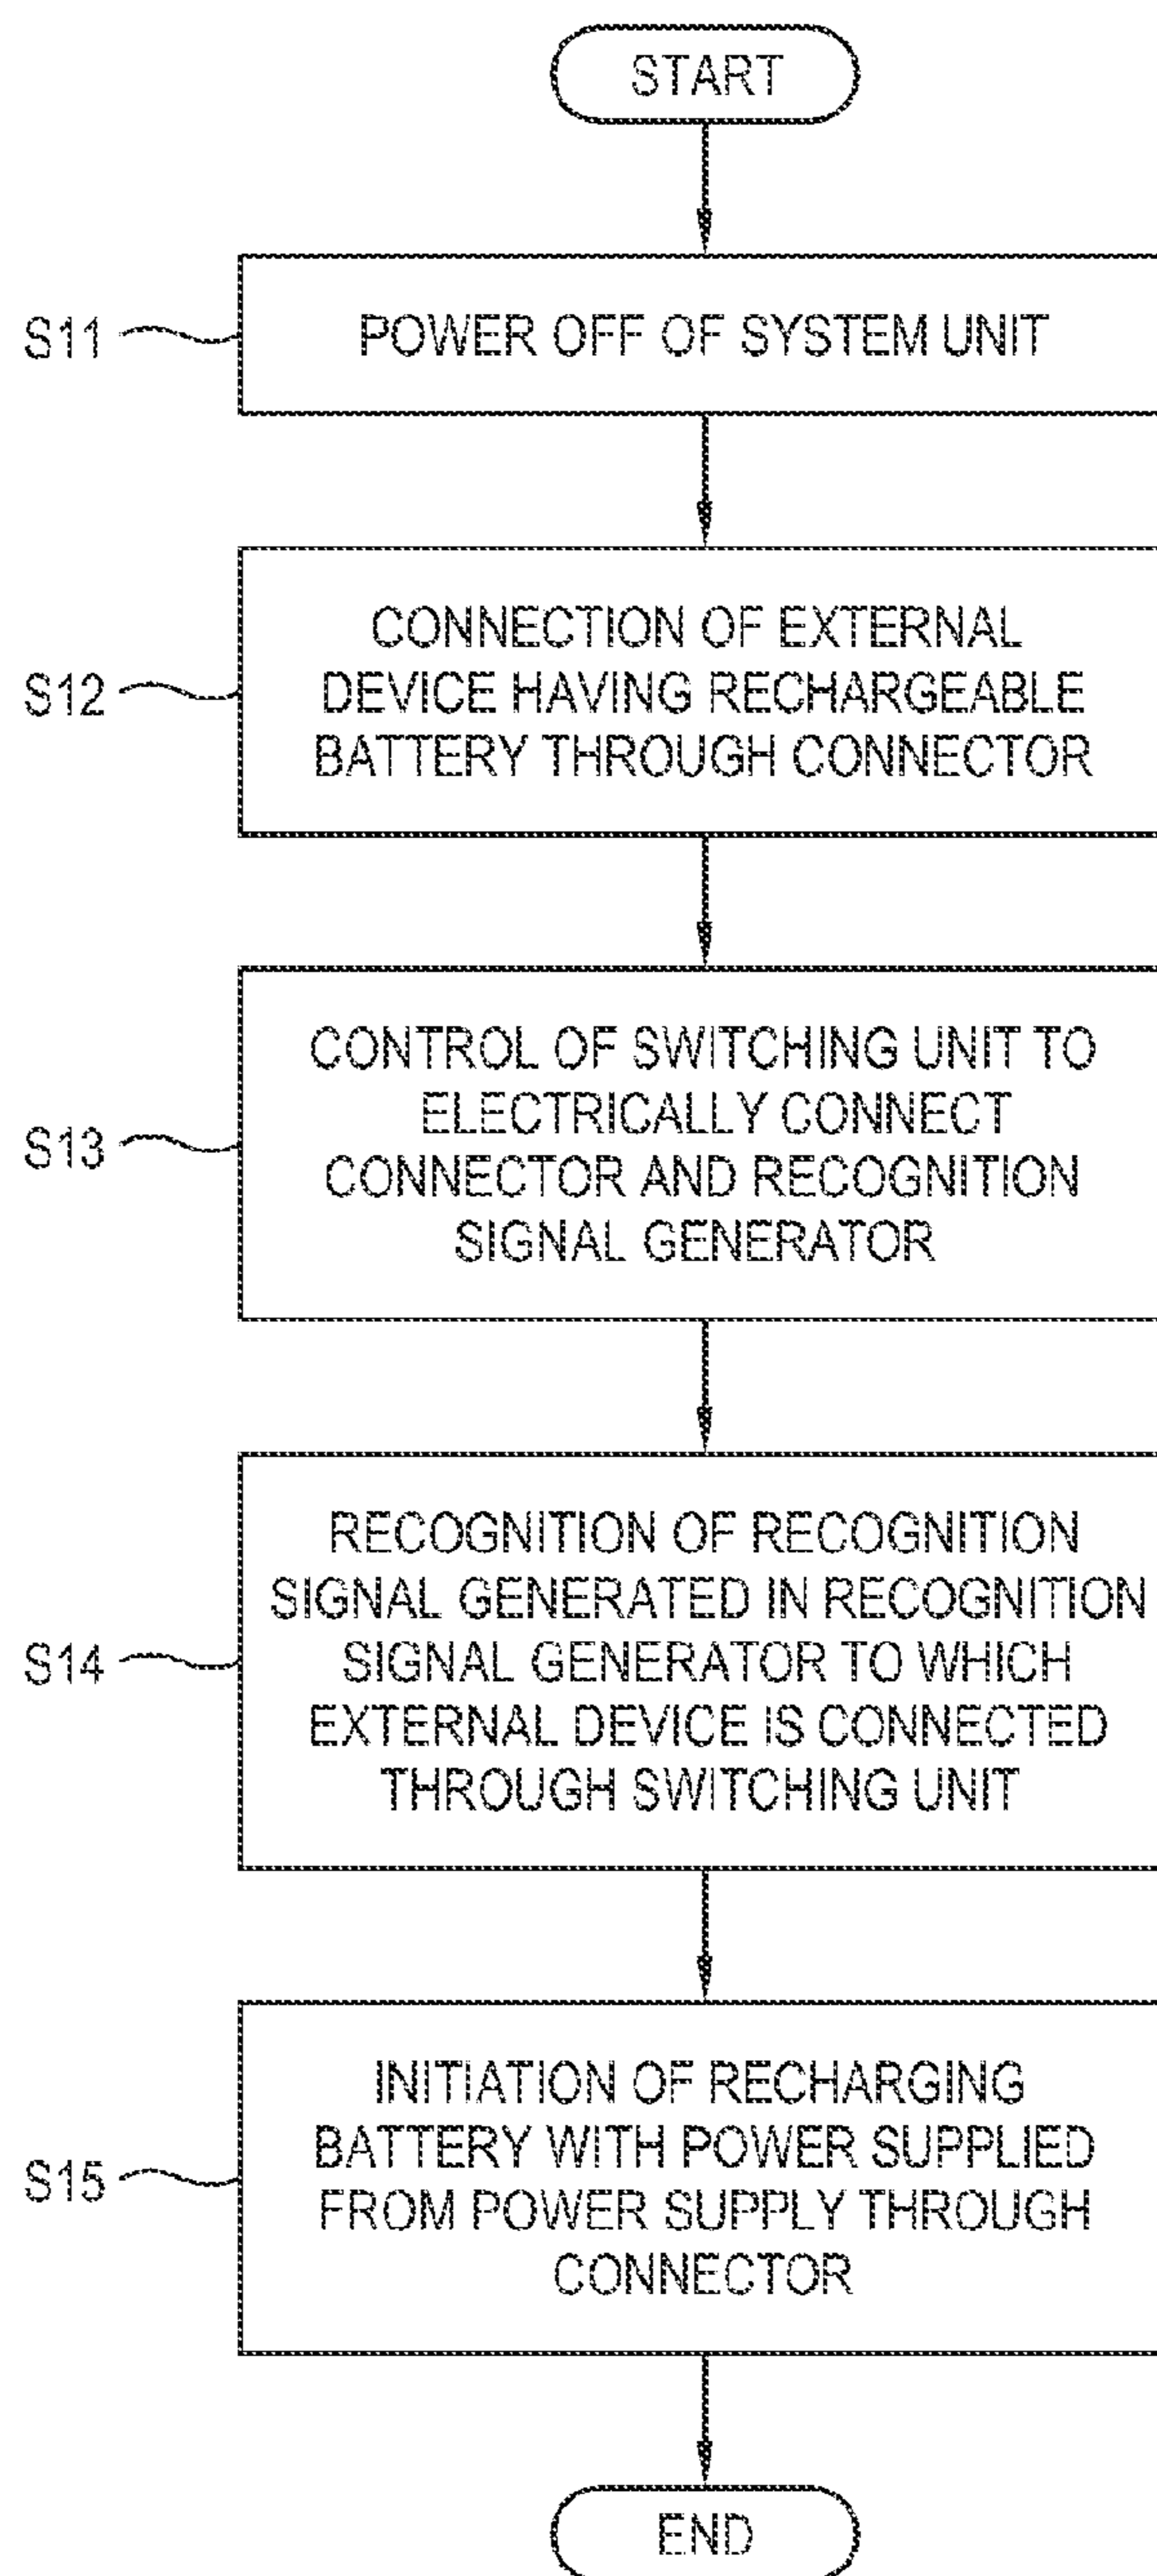 START
S11
POWER OFF OF SYSTEM UNIT
S12
CONNECTION OF EXTERNAL
DEVICE HAVING RECHARGEABLE
BATTERY THROUGH CONNECTOR
S13
CONTROL OF SWITCHING UNIT TO
ELECTRICALLY CONNECT
CONNECTOR AND RECOGNITION
SIGNAL GENERATOR
S14
RECOGNITION OF RECOGNITION
SIGNAL GENERATED IN RECOGNITION
SIGNAL GENERATOR TO WHICH
EXTERNAL DEVICE IS CONNECTED
THROUGH SWITCHING UNIT
S15
INITIATION OF RECHARGING
BATTERY WITH POWER SUPPLIED
FROM POWER SUPPLY THROUGH
CONNECTOR
END